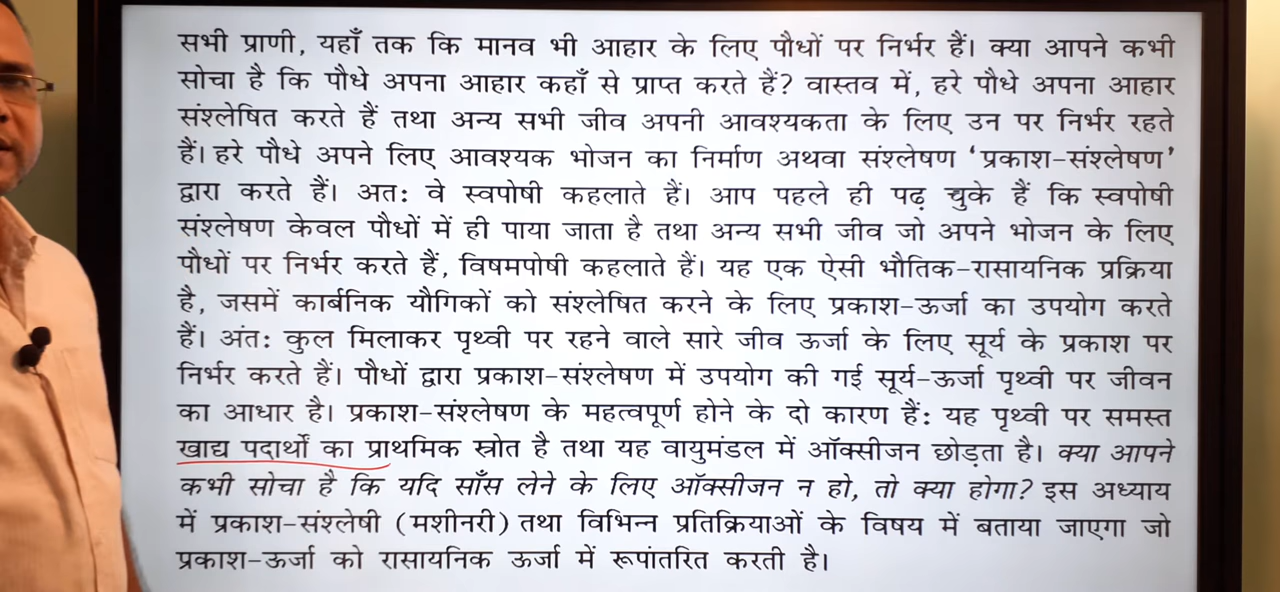 सभी प्राणी, यहाँ तक कि मानव भी आहार के लिए पौधों पर निर्भर हैं। क्या आपने कभी
सोचा है कि पौधे अपना आहार कहाँ से प्राप्त करते हैं? वास्तव में, हरे पौधे अपना आहार
संश्लेषित करते हैं तथा अन्य सभी जीव अपनी आवश्यकता के लिए उन पर निर्भर रहते
हैं। हरे पौधे अपने लिए आवश्यक भोजन का निर्माण अथवा संश्लेषण ‘प्रकाश-संश्लेषण’
द्वारा करते हैं। अतः वे स्वपोषी कहलाते हैं। आप पहले ही पढ़ चुके हैं कि स्वपोषी
संश्लेषण केवल पौधों में ही पाया जाता है तथा अन्य सभी जीव जो अपने भोजन के लिए
पौधों पर निर्भर करते हैं, विषमपोषी कहलाते हैं। यह एक ऐसी भौतिक-रासायनिक प्रक्रिया
है, जसमें कार्बनिक यौगिकों को संश्लेषित करने के लिए प्रकाश-ऊर्जा का उपयोग करते
हैं। अंतः कुल मिलाकर पृथ्वी पर रहने वाले सारे जीव ऊर्जा के लिए सूर्य के प्रकाश पर
निर्भर करते हैं। पौधों द्वारा प्रकाश-संश्लेषण में उपयोग की गई सूर्य-ऊर्जा पृथ्वी पर जीवन
का आधार है। प्रकाश-संश्लेषण के महत्वपूर्ण होने के दो कारण हैं: यह पृथ्वी पर समस्त
खाद्य पदार्थों का प्राथमिक स्रोत है तथा यह वायुमंडल में ऑक्सीजन छोड़ता है। क्या आपने
कभी सोचा है कि यदि साँस लेने के लिए ऑक्सीजन न हो, तो क्या होगा? इस अध्याय
में प्रकाश-संश्लेषी (मशीनरी) तथा विभिन्न प्रतिक्रियाओं के विषय में बताया जाएगा जो
प्रकाश-ऊर्जा को रासायनिक ऊर्जा में रूपांतरित करती है।